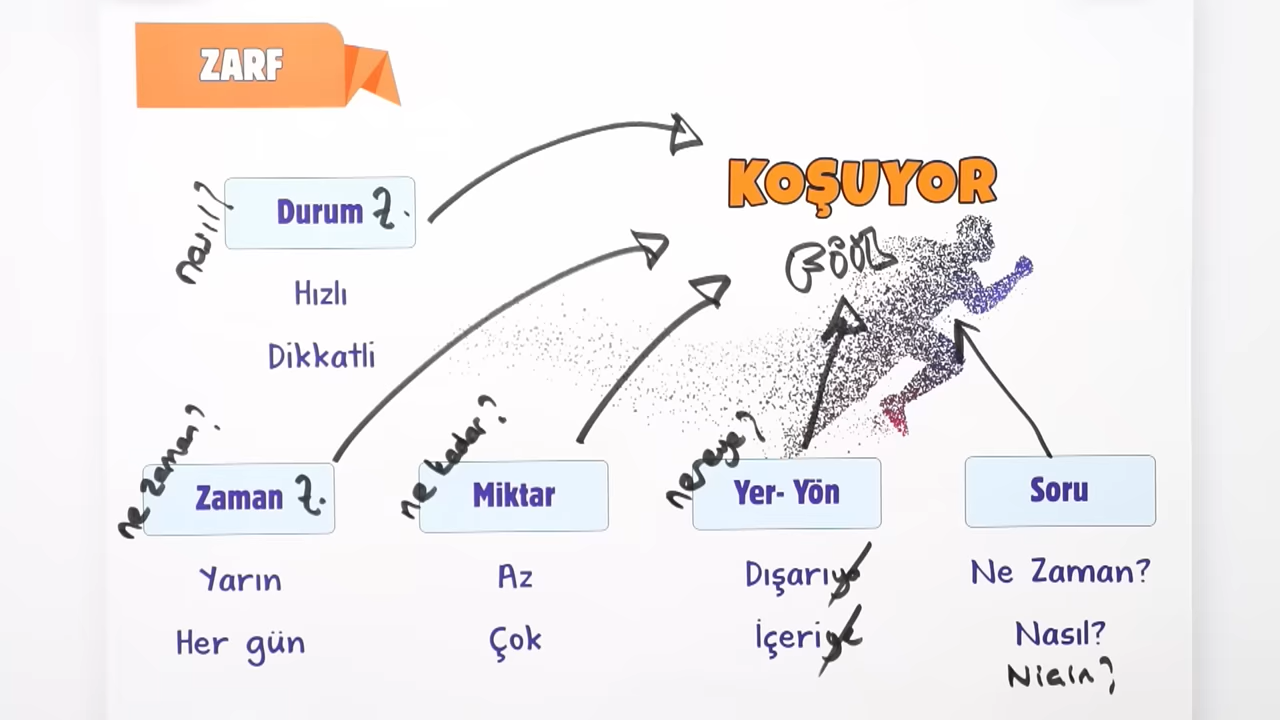 ZARF
KOŞUYOR
Fiil
nasıl?
Durum Z.
Hızlı
Dikkatli
ne zaman?
Zaman Z.
Yarın
Her gün
ne kadar?
Miktar
Az
Çok
nereye?
Yer- Yön
Dışarıya
İçeriye
Soru
Ne Zaman?
Nasıl?
Niçin?